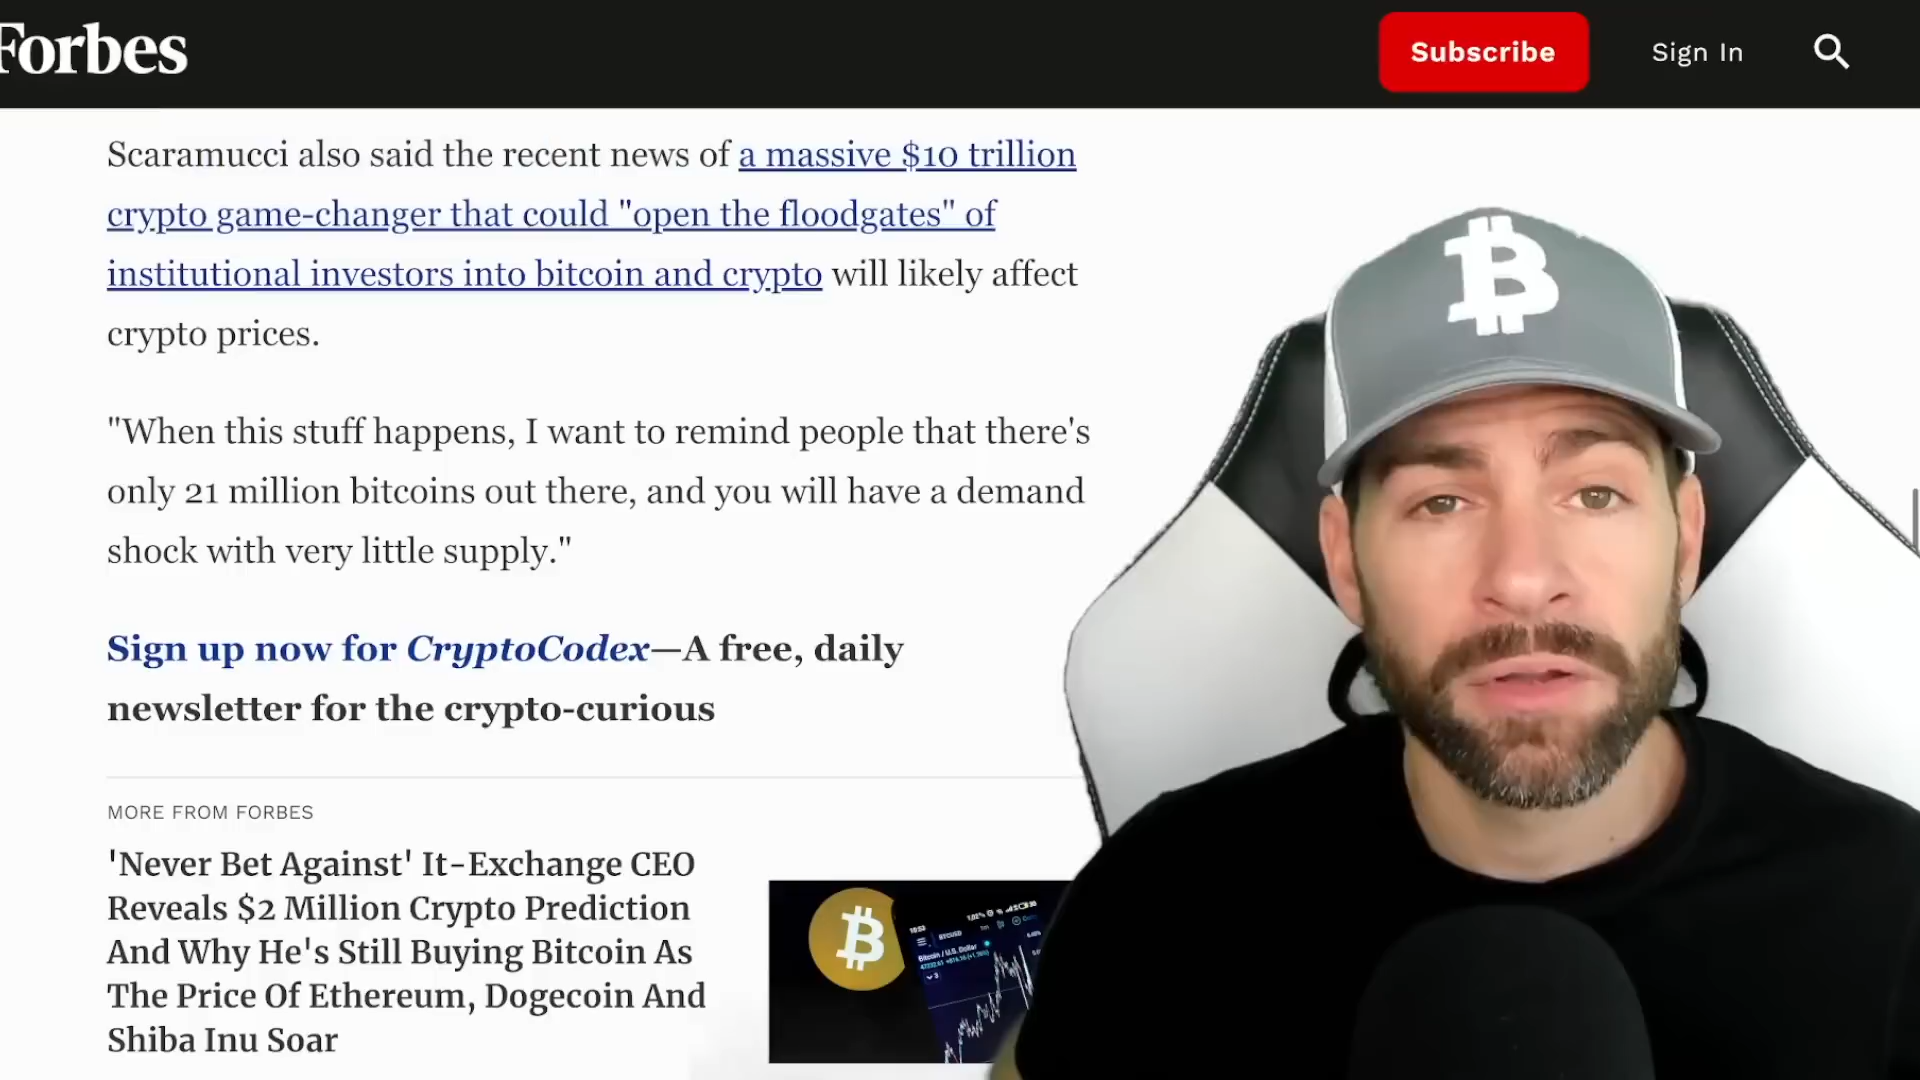 Forbes
Subscribe
Sign In
Scaramucci also said the recent news of a massive $10 trillion
crypto game-changer that could "open the floodgates" of
institutional investors into bitcoin and crypto will likely affect
crypto prices.
"When this stuff happens, I want to remind people that there's
only 21 million bitcoins out there, and you will have a demand
shock with very little supply."
Sign up now for CryptoCodex—A free, daily
newsletter for the crypto-curious
MORE FROM FORBES
'Never Bet Against' It-Exchange CEO
Reveals $2 Million Crypto Prediction
And Why He's Still Buying Bitcoin As
The Price Of Ethereum, Dogecoin And
Shiba Inu Soar
Bitcoin / U.S. Dollar